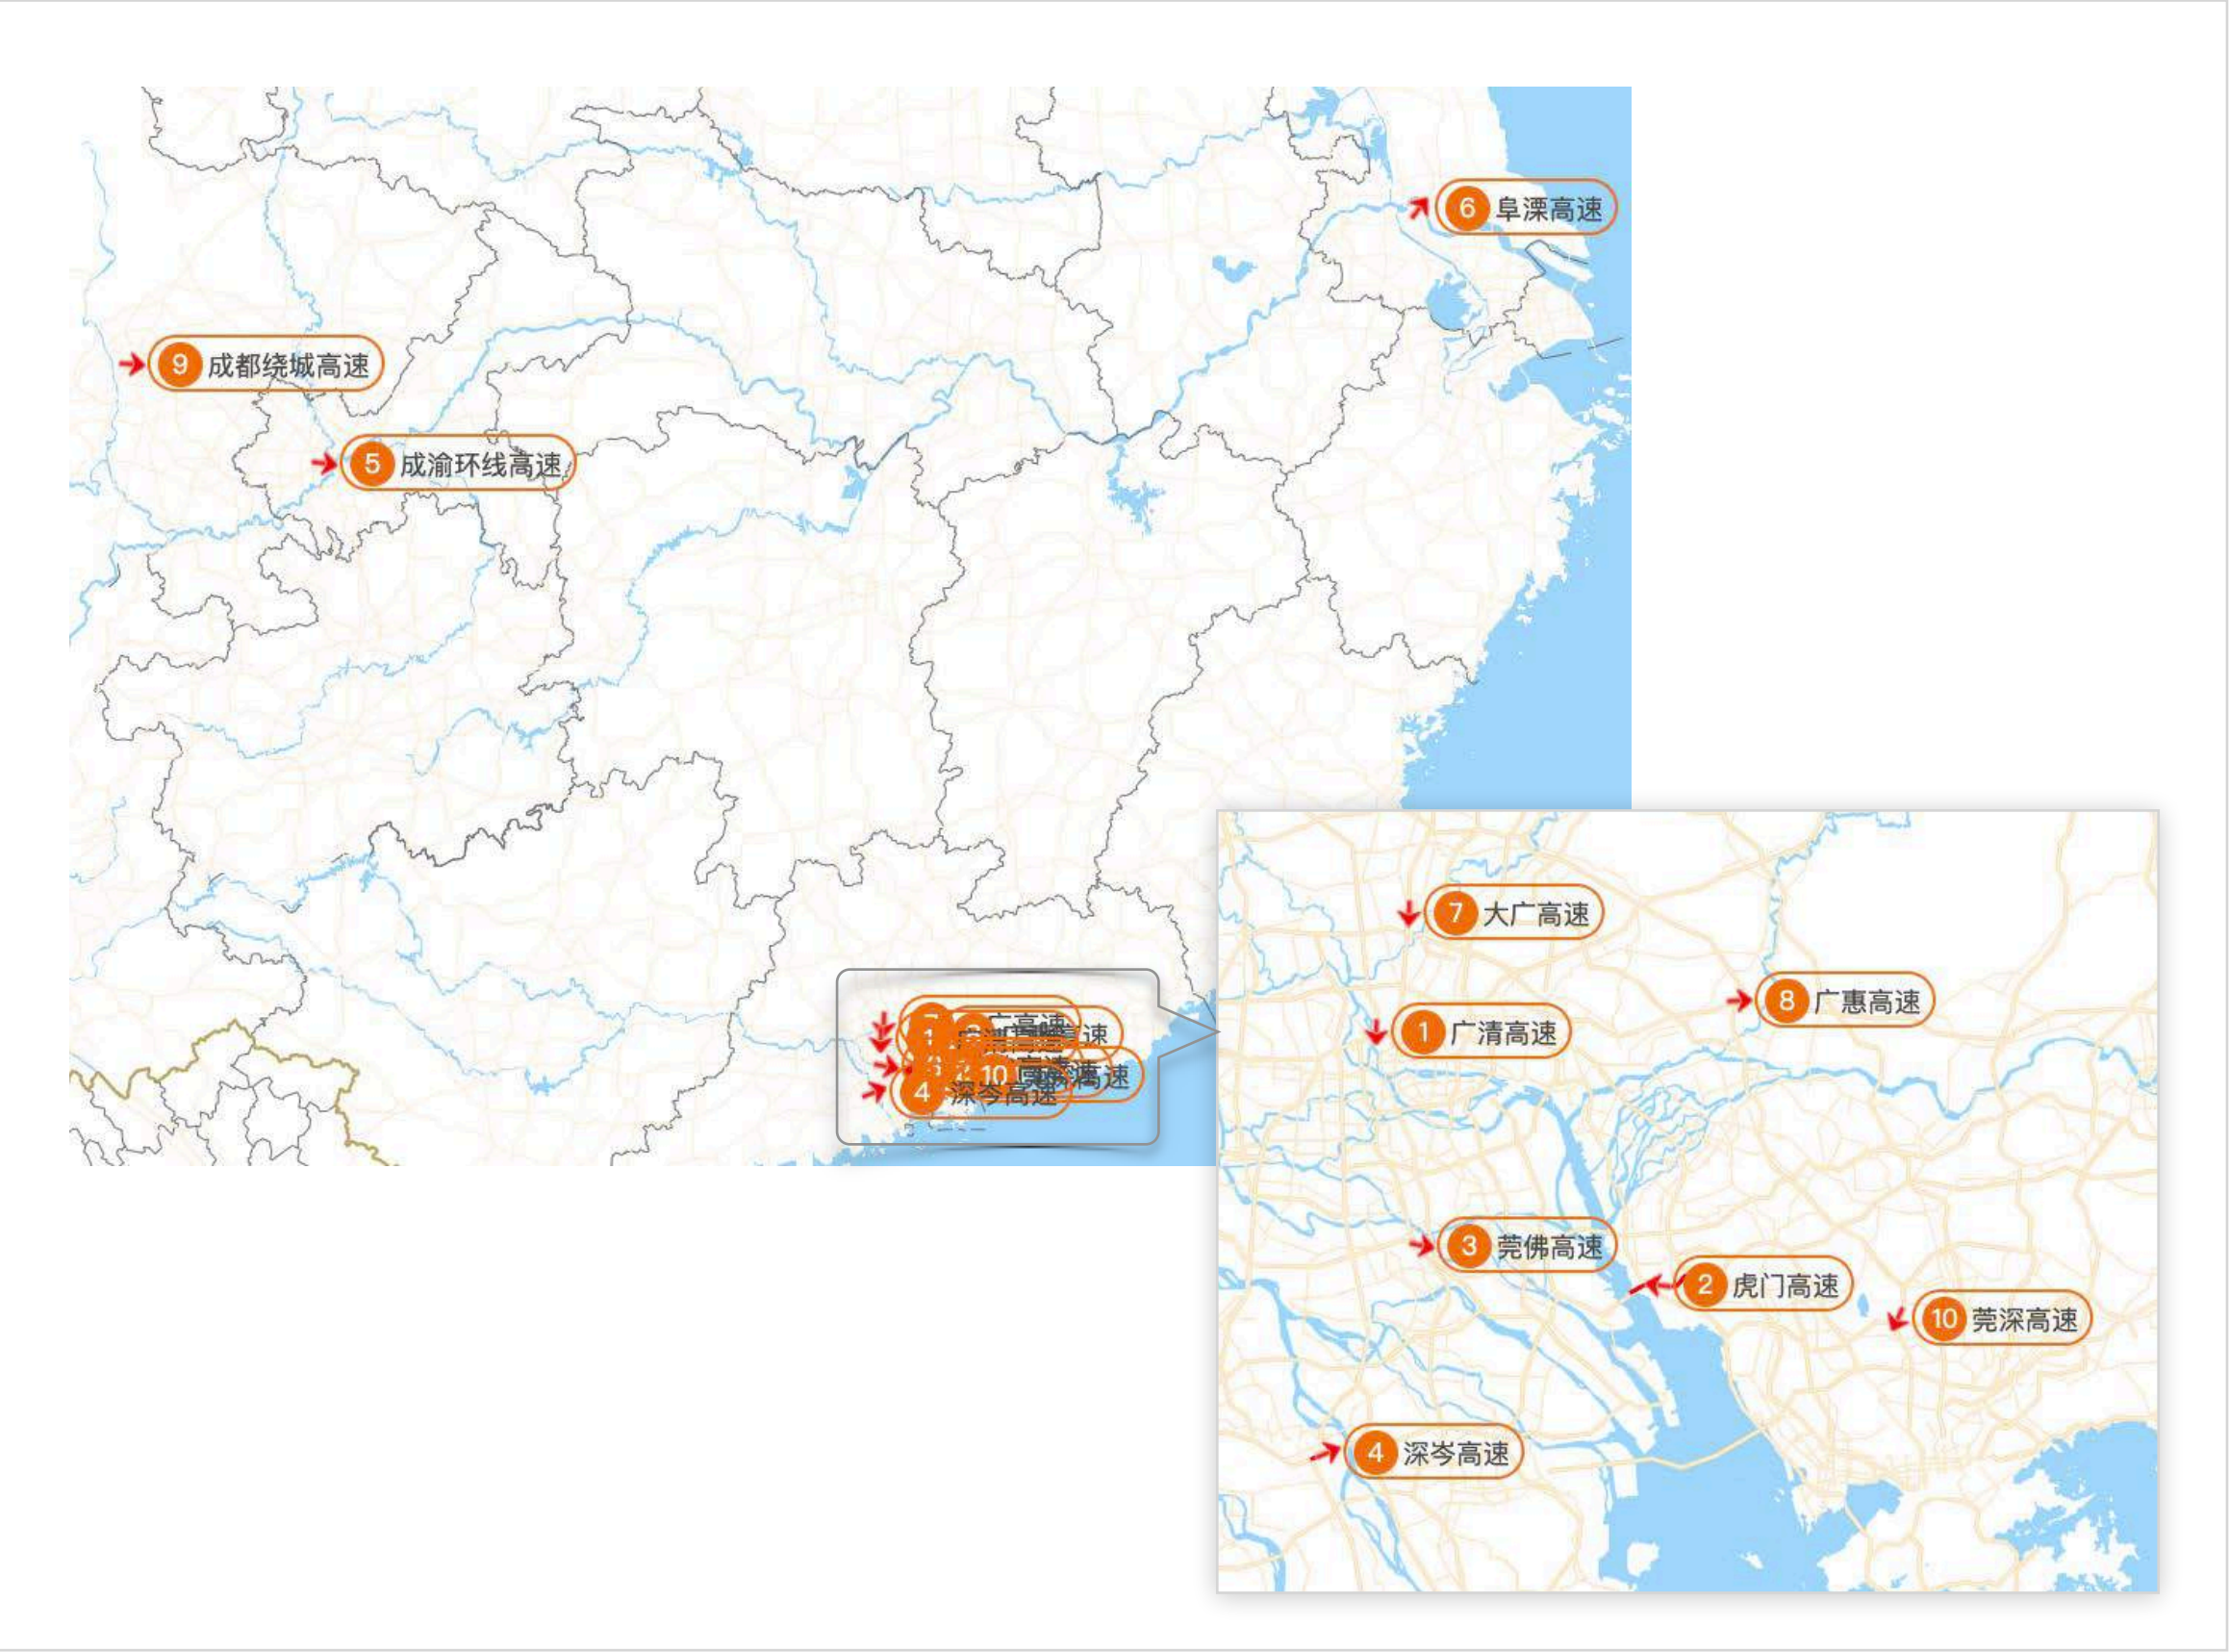 6 阜溧高速
9 成都绕城高速
5 成渝环线高速
10
4 深岑高速
7 大广高速
8 广惠高速
1 广清高速
3 莞佛高速
2 虎门高速
10 莞深高速
4 深岑高速